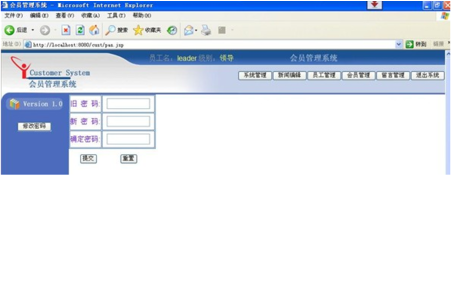 会员管理系统 - Microsoft Internet Explorer
文件(F) 编辑(E) 查看(V) 收藏(A) 工具(T) 帮助(H)
后退 搜索 收藏夹
地址(D) http://localhost:8080/ 转到 链接
员工名: leader 级别: 领导 会员管理系统
Customer System
会员管理系统
系统管理 新闻编辑 员工管理 会员管理 留言管理 退出系统
Version 1.0
修改密码
旧 密 码:
新 密 码:
确定密码:
提交 重置